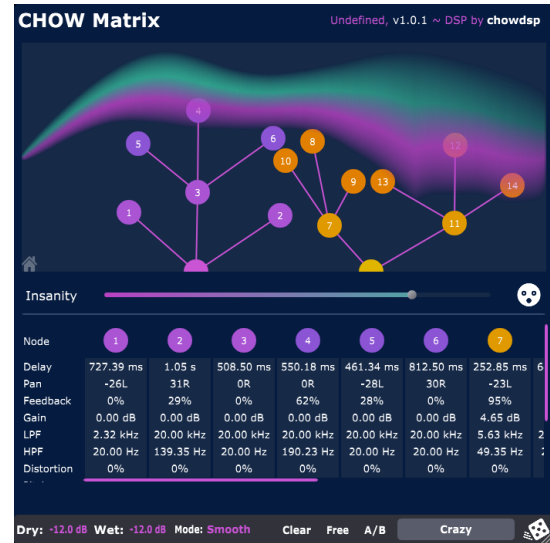 CHOW Matrix
Undefined, v1.0.1 ~ DSP by chowdsp
4
5
6
8
12
10
9
13
14
3
1
2
7
11
Insanity
Node 1 2 3 4 5 6 7
Delay 727.39 ms 1.05 s 508.50 ms 550.18 ms 461.34 ms 812.50 ms 252.85 ms 6
Pan -26L 31R 0R 0R -28L 30R -23L
Feedback 0% 29% 0% 62% 28% 0% 95%
Gain 0.00 dB 0.00 dB 0.00 dB 0.00 dB 0.00 dB 0.00 dB 4.65 dB
LPF 2.32 kHz 20.00 kHz 20.00 kHz 20.00 kHz 20.00 kHz 20.00 kHz 5.63 kHz 2
HPF 20.00 Hz 139.35 Hz 20.00 Hz 190.23 Hz 20.00 Hz 20.00 Hz 49.35 Hz
Distortion 0% 0% 0% 0% 0% 0% 0%
Dry: -12.0 dB Wet: -12.0 dB Mode: Smooth Clear Free A/B Crazy